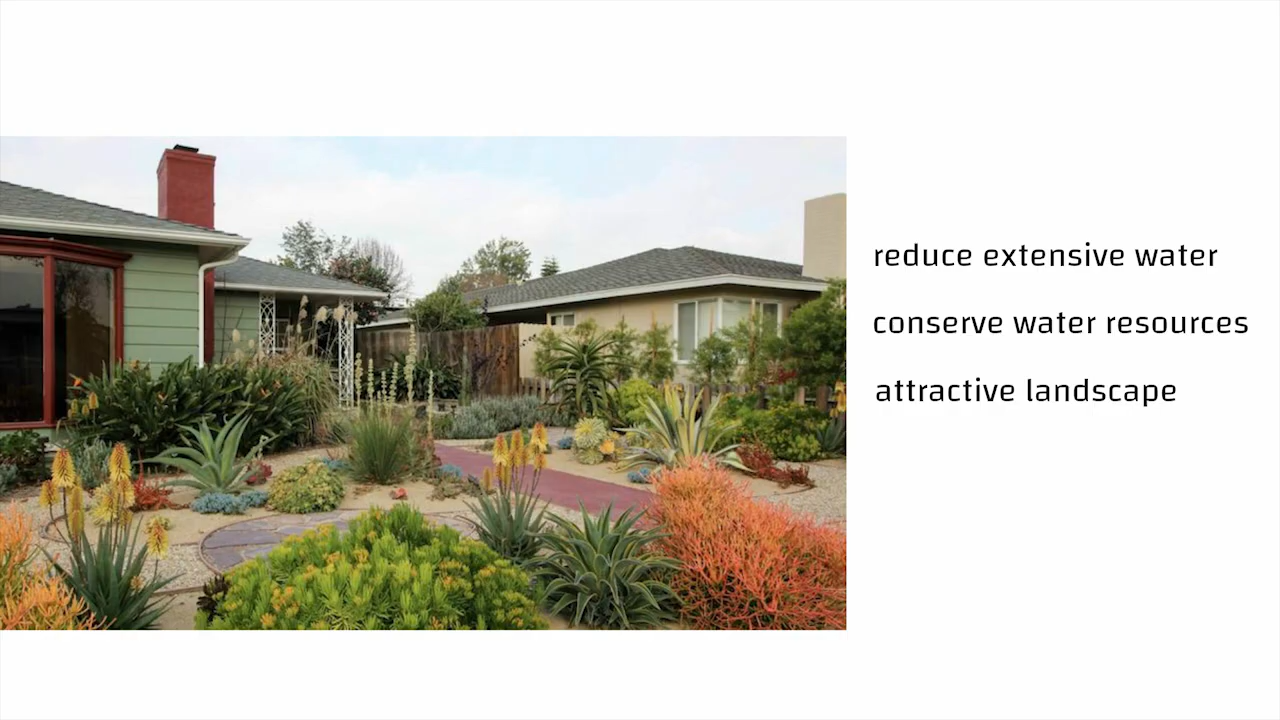 reduce extensive water
conserve water resources
attractive landscape